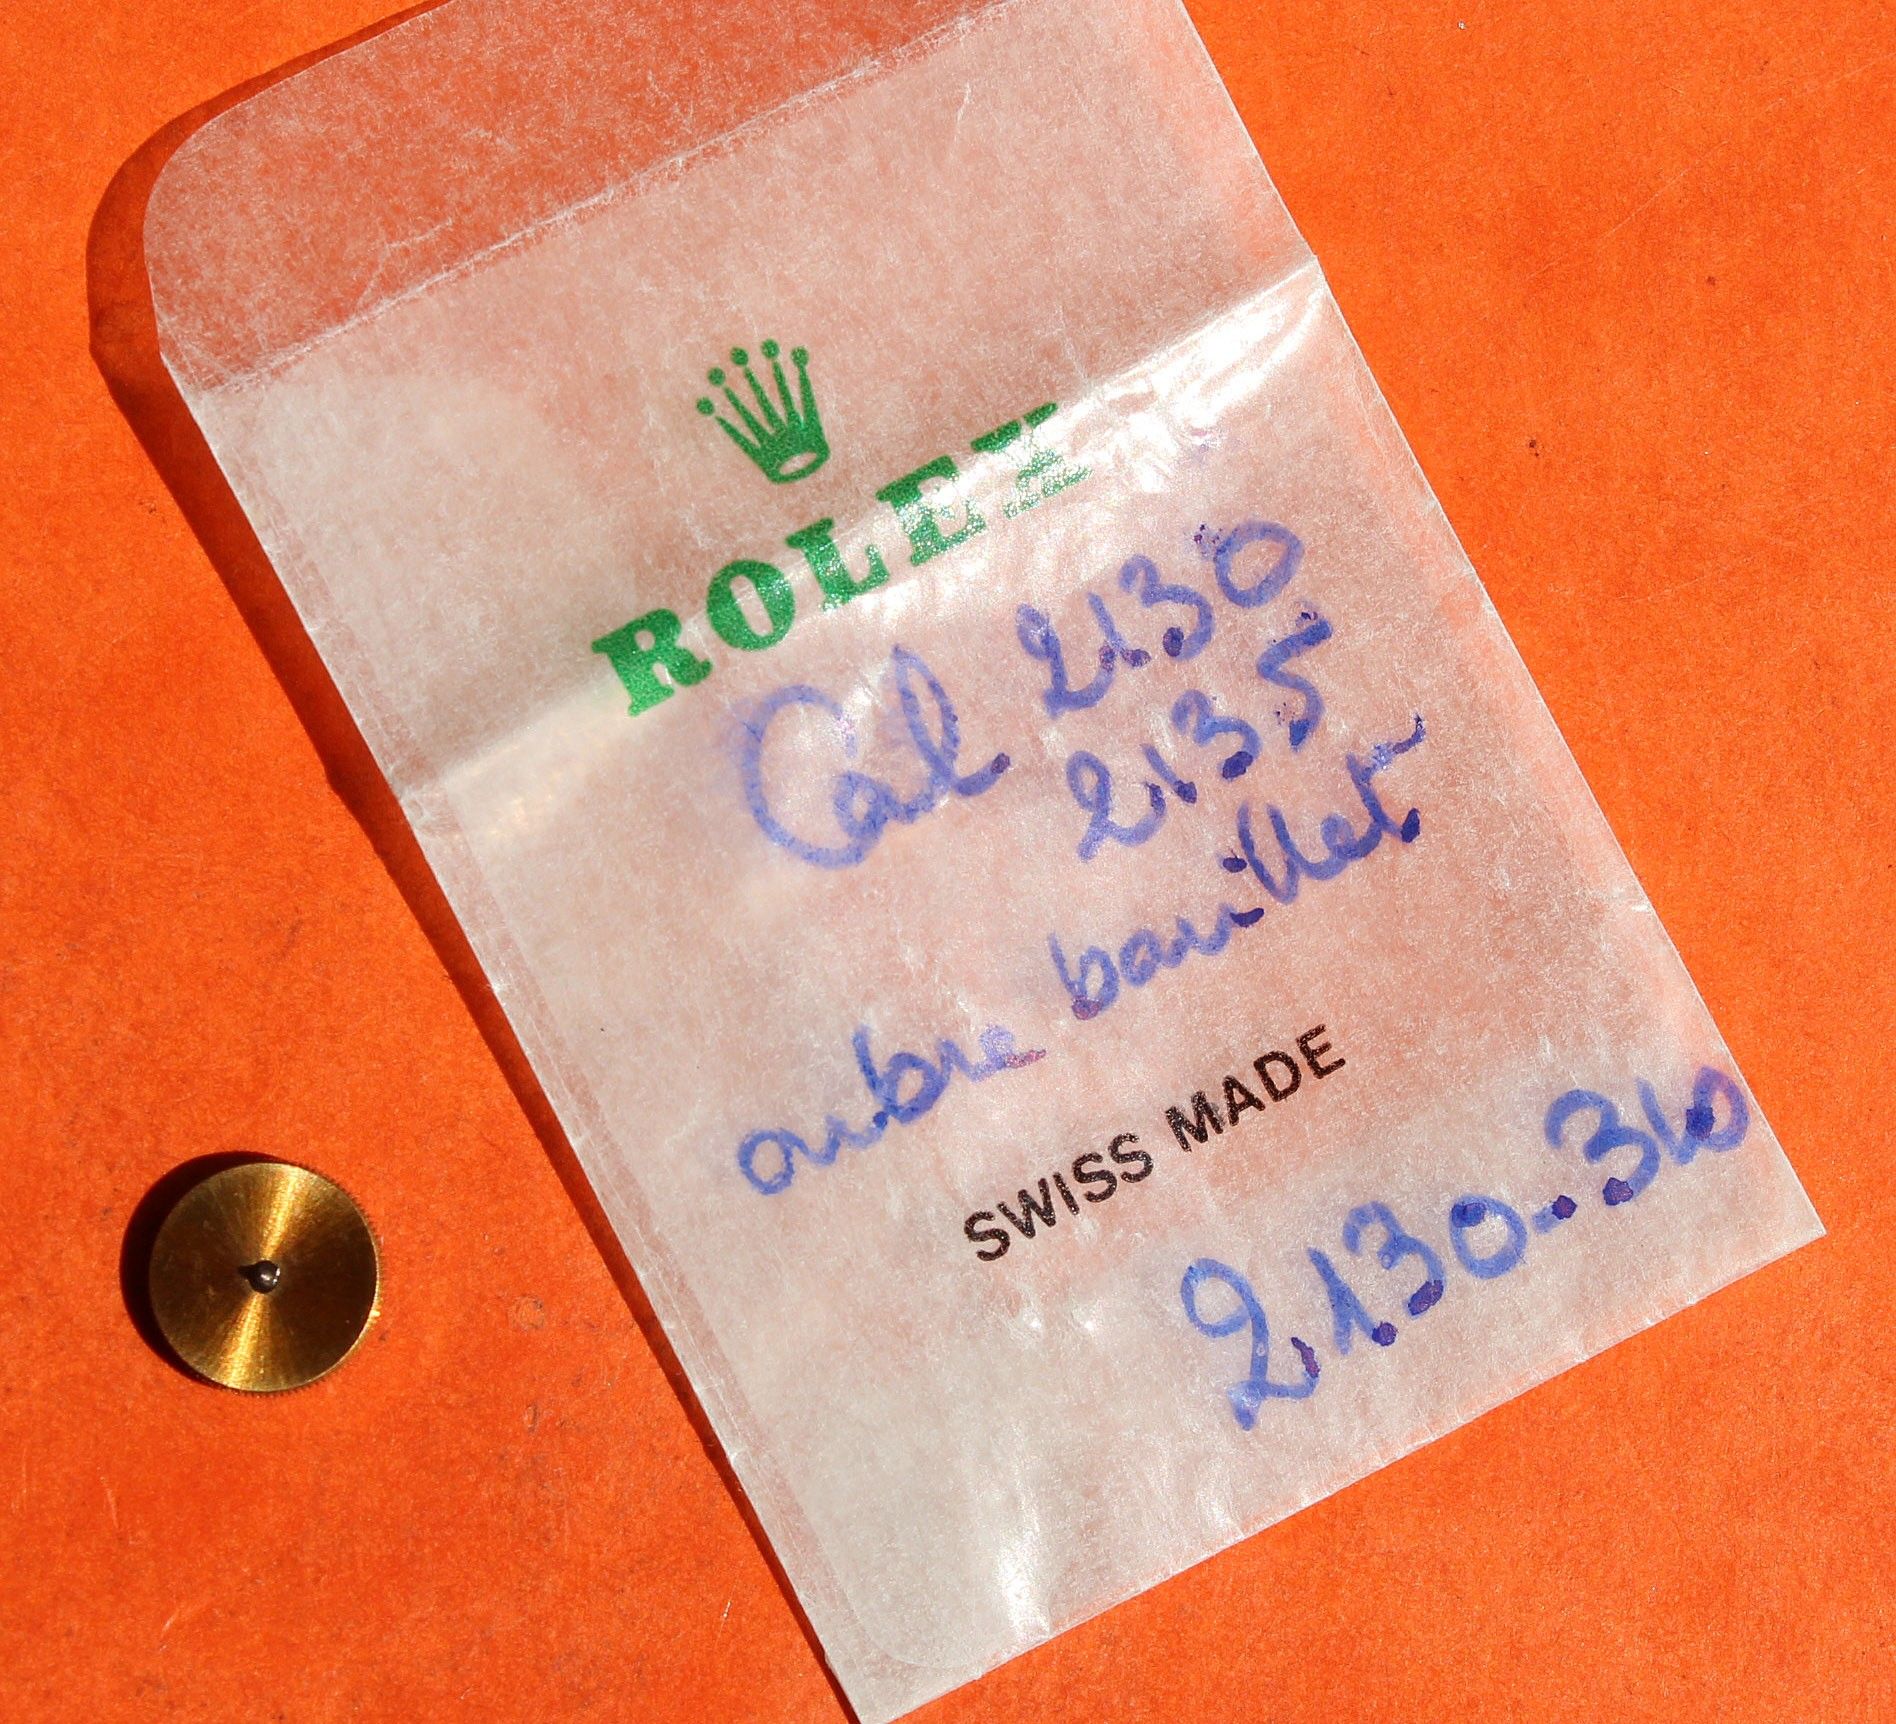 ROLEX
Cal 2130
2135
arbre barillet
SWISS MADE
2130-310